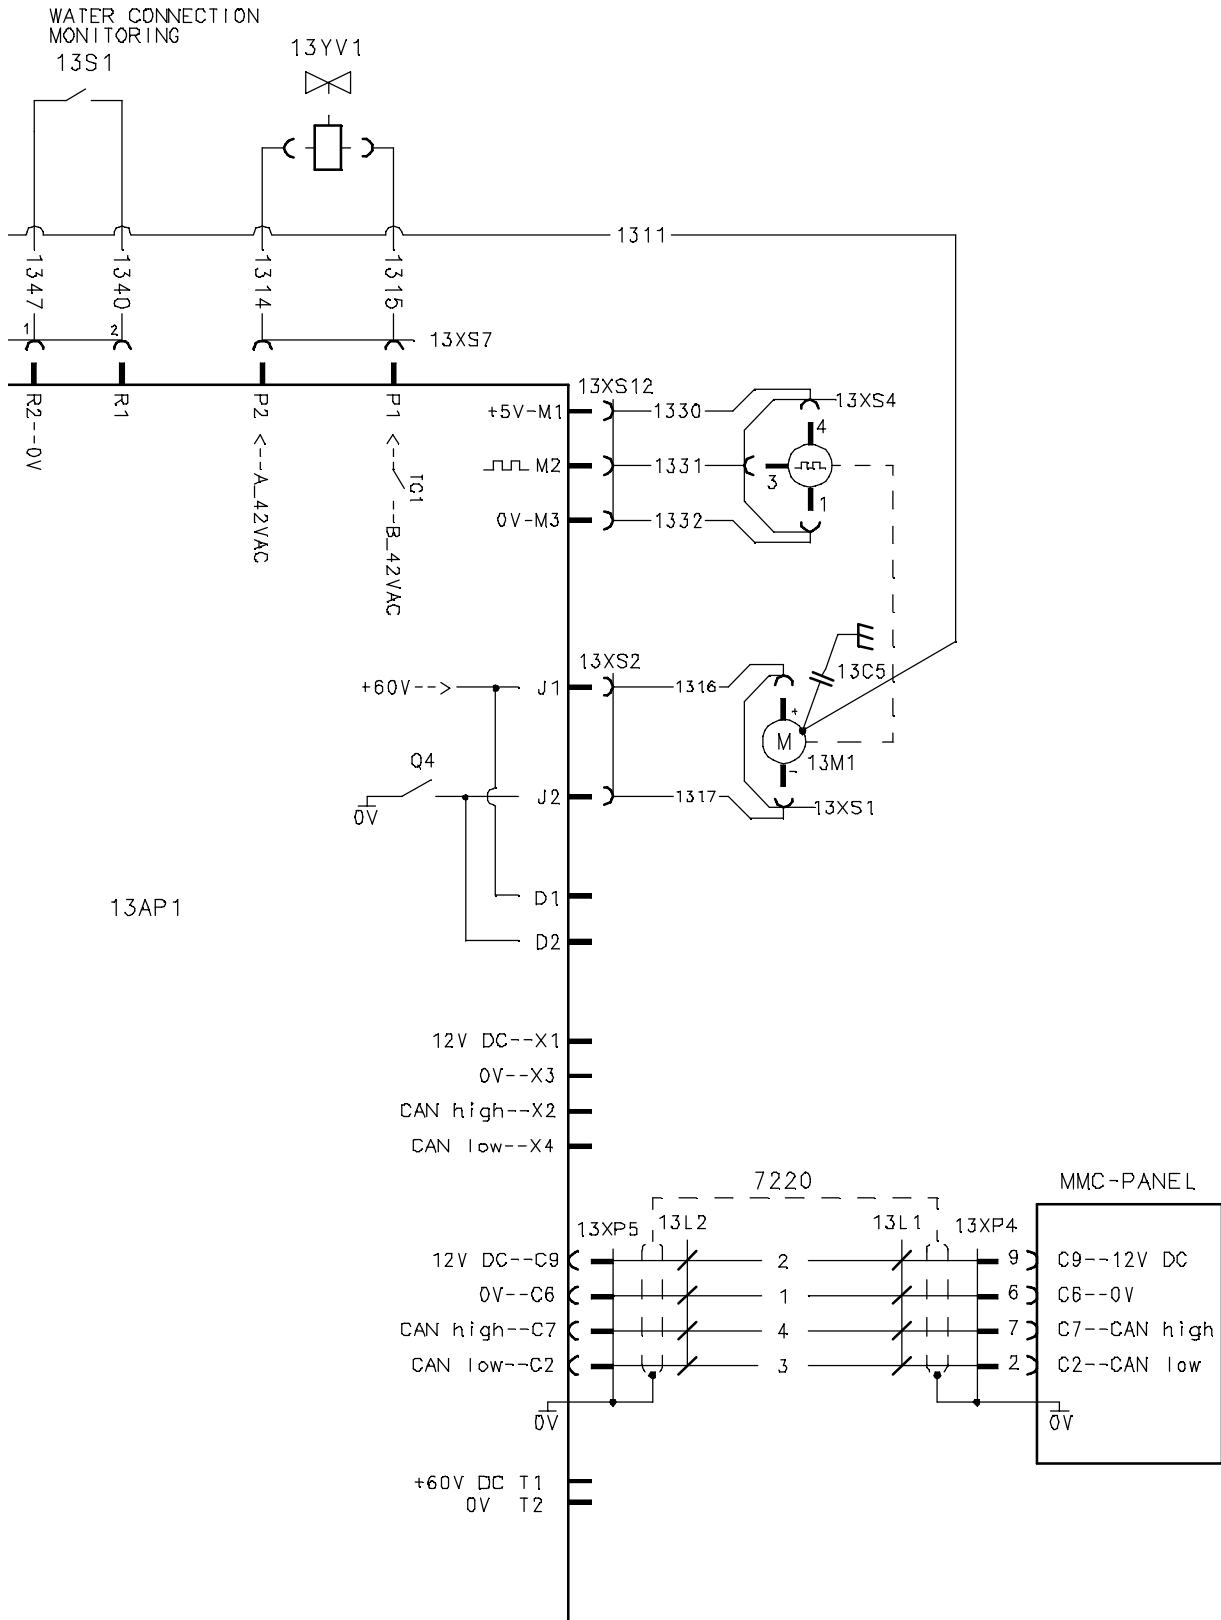 WATER CONNECTION
MONITORING
13S1
13YV1
1311
1347
1340
1314
1315
1
2
13XS7
R2--0V
R1
P2 <--A_42VAC
P1 <-- --B_42VAC
TG1
13XS12
+5V-M1
1330
13XS4
4
M2
1331
3
1
0V-M3
1332
13XS2
+60V-->
J1
1316
13C5
+
M
13M1
-
Q4
0V
J2
1317
13XS1
D1
13AP1
D2
12V DC--X1
0V--X3
CAN high--X2
CAN low--X4
7220
MMC-PANEL
13XP5
13L2
13L1
13XP4
12V DC--C9
2
9
C9--12V DC
0V--C6
1
6
C6--0V
CAN high--C7
4
7
C7--CAN high
CAN low--C2
3
2
C2--CAN low
0V
0V
+60V DC T1
0V T2